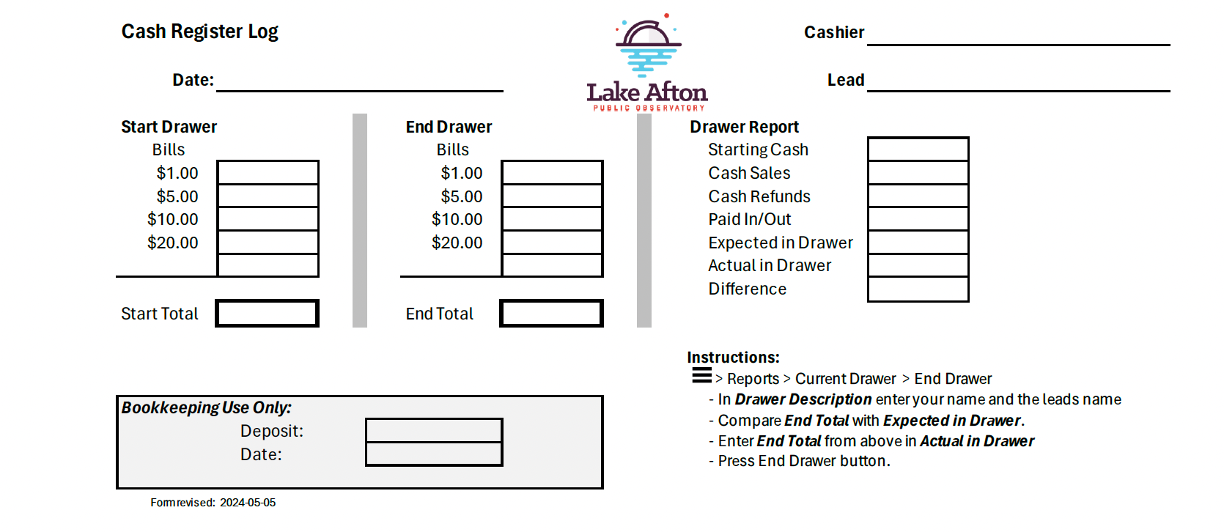 Cash Register Log
Cashier
Date:
Lead
Lake Afton
PUBLIC OBSERVATORY
Start Drawer
Bills
$1.00
$5.00
$10.00
$20.00
Start Total
End Drawer
Bills
$1.00
$5.00
$10.00
$20.00
End Total
Drawer Report
Starting Cash
Cash Sales
Cash Refunds
Paid In/Out
Expected in Drawer
Actual in Drawer
Difference
Instructions:
> Reports > Current Drawer > End Drawer
- In Drawer Description enter your name and the leads name
- Compare End Total with Expected in Drawer.
- Enter End Total from above in Actual in Drawer
- Press End Drawer button.
Bookkeeping Use Only:
Deposit:
Date:
Form revised: 2024-05-05